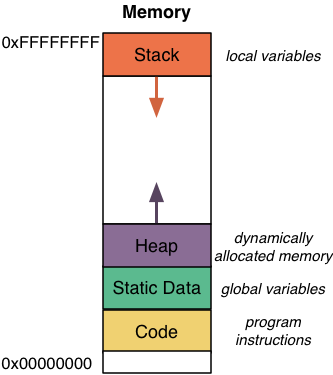 Memory
0xFFFFFFFF
Stack
local variables
Heap
dynamically
allocated memory
Static Data
global variables
Code
program
instructions
0x00000000